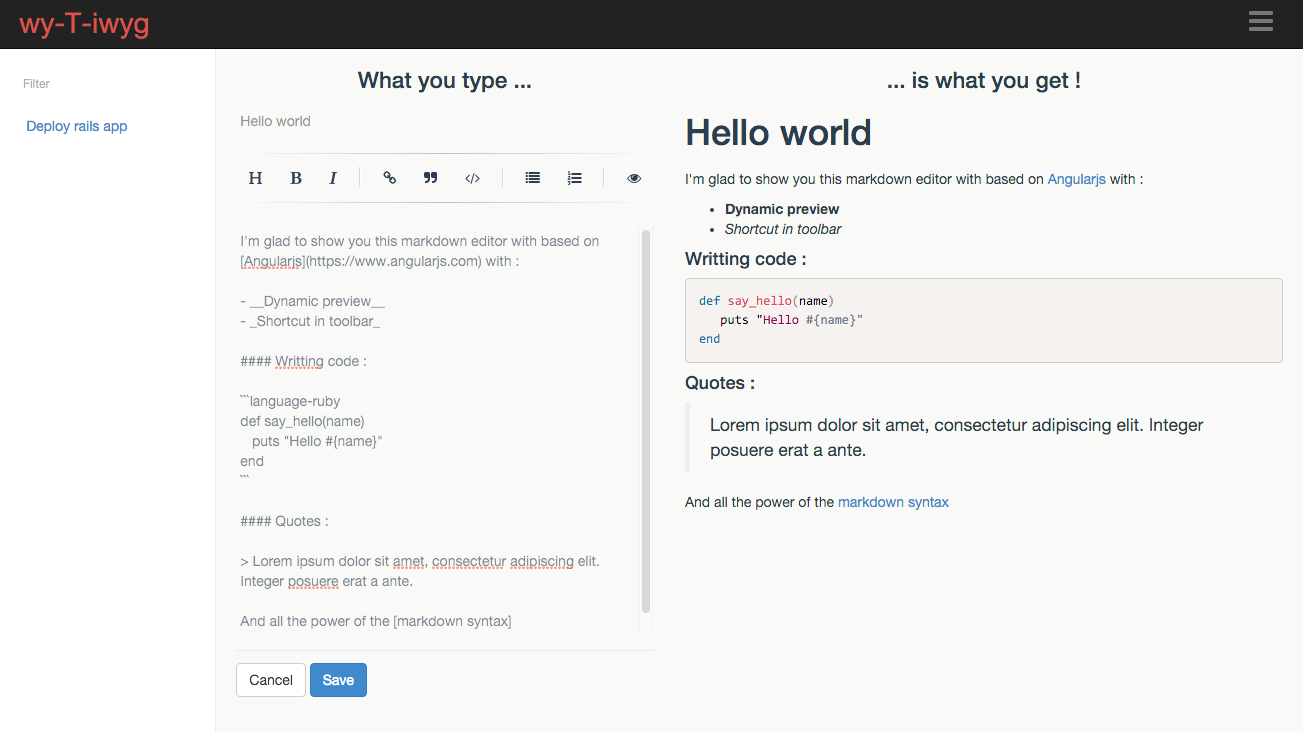 wy-T-iwyg
Filter
Deploy rails app
What you type ...
Hello world
H B I
I'm glad to show you this markdown editor with based on
[Angularjs](https://www.angularjs.com) with :
- __Dynamic preview__
- _Shortcut in toolbar_
#### Writting code :
```language-ruby
def say_hello(name)
puts "Hello #{name}"
end
```
#### Quotes :
> Lorem ipsum dolor sit amet, consectetur adipiscing elit.
Integer posuere erat a ante.
And all the power of the [markdown syntax]
Cancel Save
... is what you get !
Hello world
I'm glad to show you this markdown editor with based on Angularjs with :
• Dynamic preview
• Shortcut in toolbar
Writting code :
def say_hello(name)
puts "Hello #{name}"
end
Quotes :
Lorem ipsum dolor sit amet, consectetur adipiscing elit. Integer
posuere erat a ante.
And all the power of the markdown syntax